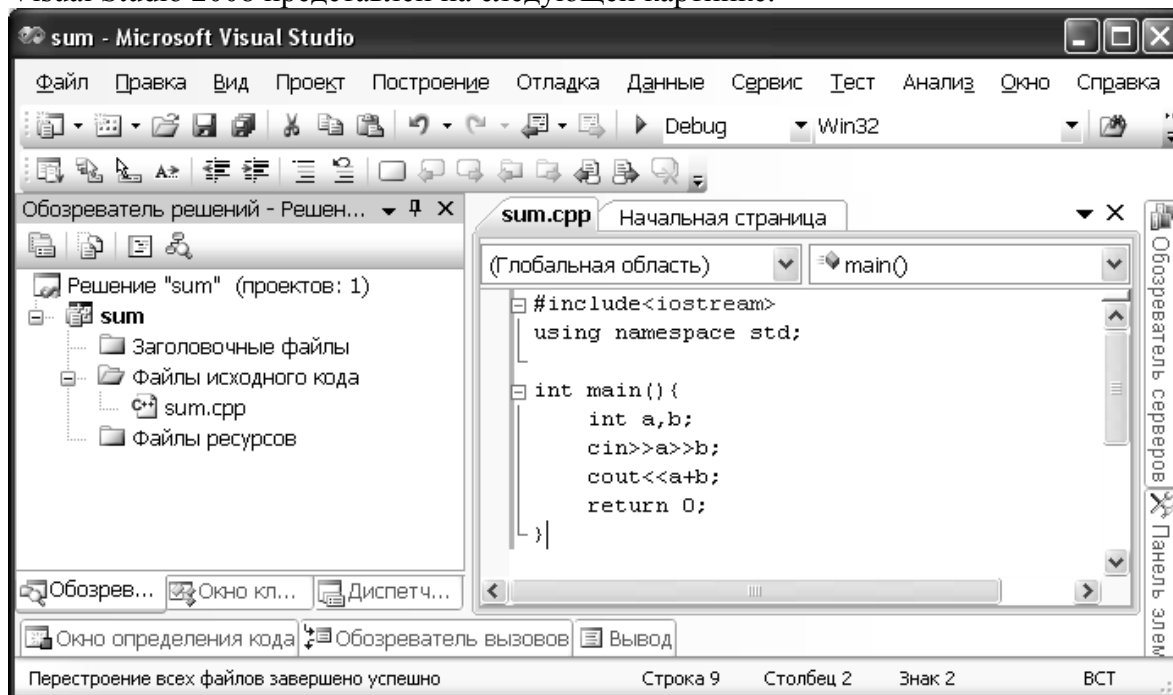 Visual Studio 2008 представлен на следующей картинке:
sum - Microsoft Visual Studio
Файл Правка Вид Проект Построение Отладка Данные Сервис Тест Анализ Окно Справка
Debug Win32
Обозреватель решений - Решен...
sum.cpp Начальная страница
(Глобальная область) main()
Решение "sum" (проектов: 1)
sum
Заголовочные файлы
Файлы исходного кода
sum.cpp
Файлы ресурсов
#include<iostream>
using namespace std;
int main(){
int a,b;
cin>>a>>b;
cout<<a+b;
return 0;
}
Обозреватель серверов
Панель элем
Обозрев... Окно кл... Диспетч...
Окно определения кода Обозреватель вызовов Вывод
Перестроение всех файлов завершено успешно Строка 9 Столбец 2 Знак 2 ВСТ